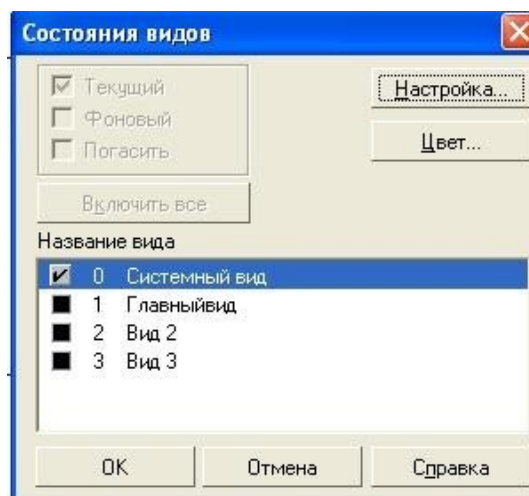 Состояния видов
Текущий
Фоновый
Погасить
Настройка...
Цвет...
Включить все
Название вида
0 Системный вид
1 Главныйвид
2 Вид 2
3 Вид 3
OK Отмена Справка